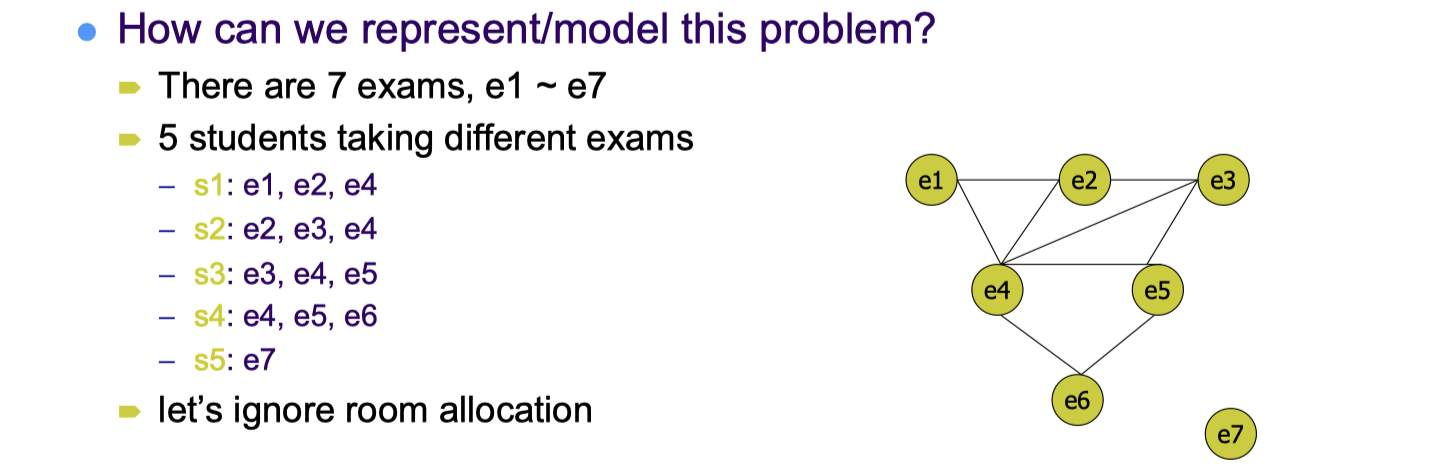 How can we represent/model this problem?
There are 7 exams, e1 ~ e7
5 students taking different exams
– s1: e1, e2, e4
– s2: e2, e3, e4
– s3: e3, e4, e5
– s4: e4, e5, e6
– s5: e7
let's ignore room allocation
e1 e2 e3
e4 e5
e6
e7